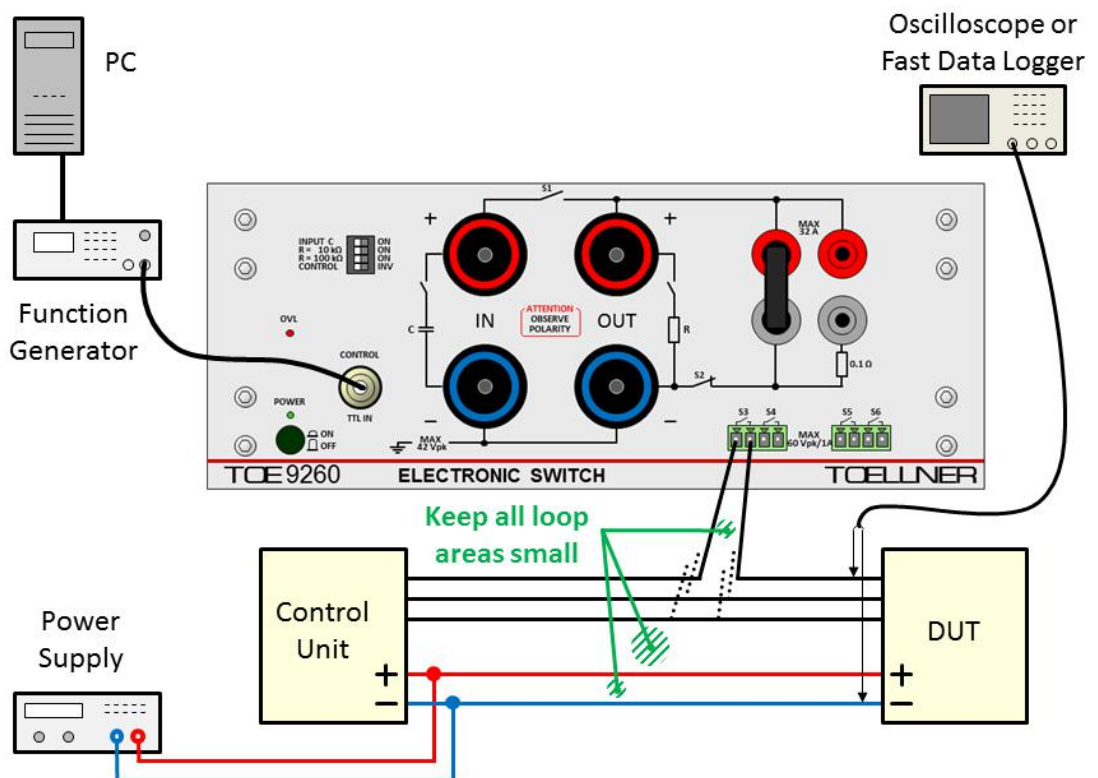 PC
Oscilloscope or
Fast Data Logger
Function
Generator
S1
+
+
MAX
32 A
INPUT C ON
R = 10 kΩ ON
R = 100 kΩ ON
CONTROL INV
OVL
C
IN
ATTENTION
OBSERVE
POLARITY
OUT
R
CONTROL
TTL IN
0.1 Ω
S2
POWER
ON
OFF
−
−
MAX
42 Vpk
S3 S4
MAX
60 Vpk/1A
S5 S6
TOE 9260 ELECTRONIC SWITCH TOELLNER
Keep all loop
areas small
Control
Unit
+
−
DUT
+
−
Power
Supply